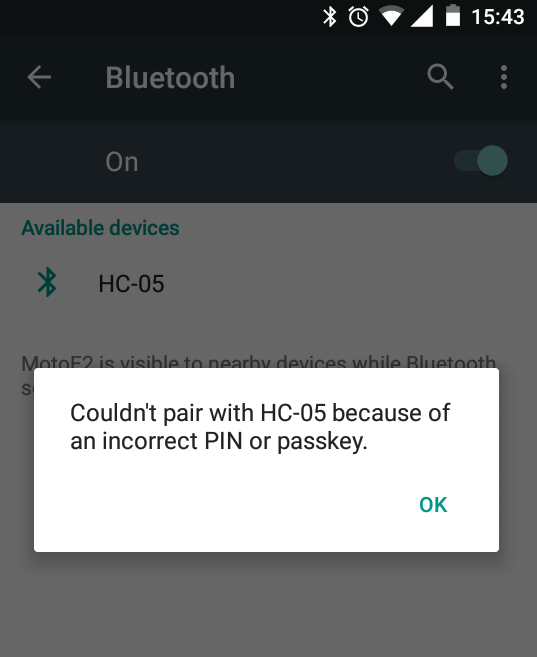 15:43
Bluetooth
On
Available devices
HC-05
MotoE2 is visible to nearby devices while Bluetooth
s
Couldn't pair with HC-05 because of
an incorrect PIN or passkey.
OK